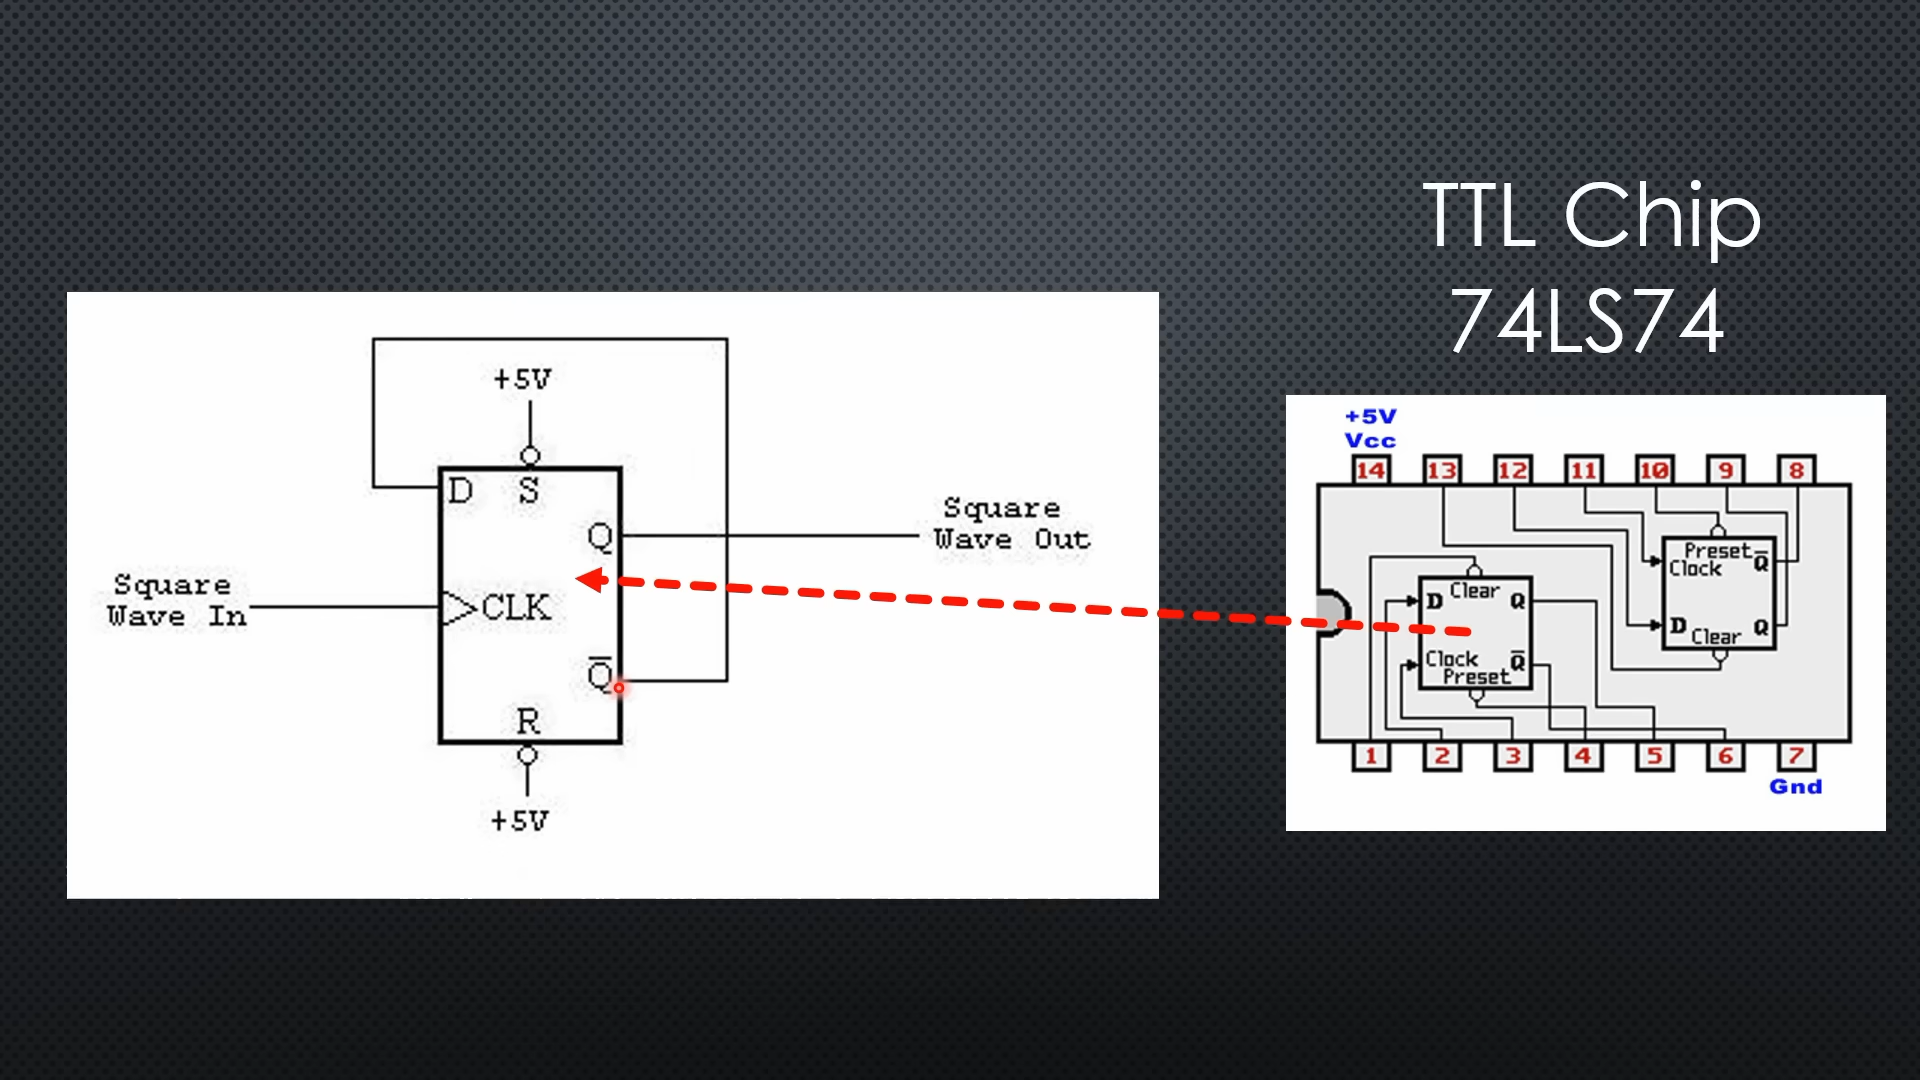 TTL Chip
74LS74
+5V
D
S
Q
Square
Wave Out
Square
Wave In
CLK
Q̅
R
+5V
+5V
Vcc
14 13 12 11 10 9 8
Preset
Clock
Q̅
D
Clear
Q
Clear
D
Q
Clock
Q̅
Preset
1 2 3 4 5 6 7
Gnd